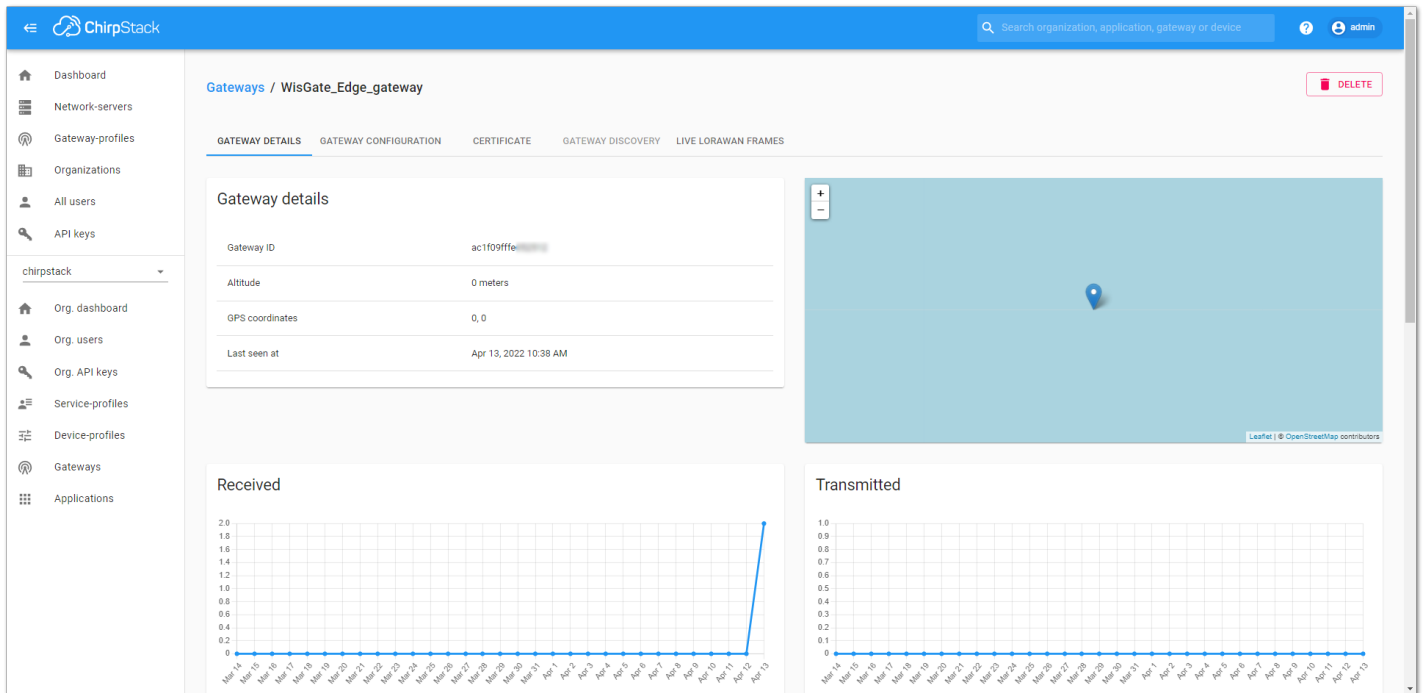 ChirpStack
Search organization, application, gateway or device
? admin
Dashboard
Network-servers
Gateway-profiles
Organizations
All users
API keys
chirpstack
Org. dashboard
Org. users
Org. API keys
Service-profiles
Device-profiles
Gateways
Applications
Gateways / WisGate_Edge_gateway
DELETE
GATEWAY DETAILS GATEWAY CONFIGURATION CERTIFICATE GATEWAY DISCOVERY LIVE LORAWAN FRAMES
Gateway details
Gateway ID ac1f09fffe
Altitude 0 meters
GPS coordinates 0, 0
Last seen at Apr 13, 2022 10:38 AM
+
−
Leaflet | © OpenStreetMap contributors
Received
2.0
1.8
1.6
1.4
1.2
1.0
0.8
0.6
0.4
0.2
0
Mar 14 Mar 15 Mar 16 Mar 17 Mar 18 Mar 19 Mar 20 Mar 21 Mar 22 Mar 23 Mar 24 Mar 25 Mar 26 Mar 27 Mar 28 Mar 29 Mar 30 Mar 31 Apr 1 Apr 2 Apr 3 Apr 4 Apr 5 Apr 6 Apr 7 Apr 8 Apr 9 Apr 10 Apr 11 Apr 12 Apr 13
Transmitted
1.0
0.9
0.8
0.7
0.6
0.5
0.4
0.3
0.2
0.1
0
Mar 14 Mar 15 Mar 16 Mar 17 Mar 18 Mar 19 Mar 20 Mar 21 Mar 22 Mar 23 Mar 24 Mar 25 Mar 26 Mar 27 Mar 28 Mar 29 Mar 30 Mar 31 Apr 1 Apr 2 Apr 3 Apr 4 Apr 5 Apr 6 Apr 7 Apr 8 Apr 9 Apr 10 Apr 11 Apr 12 Apr 13